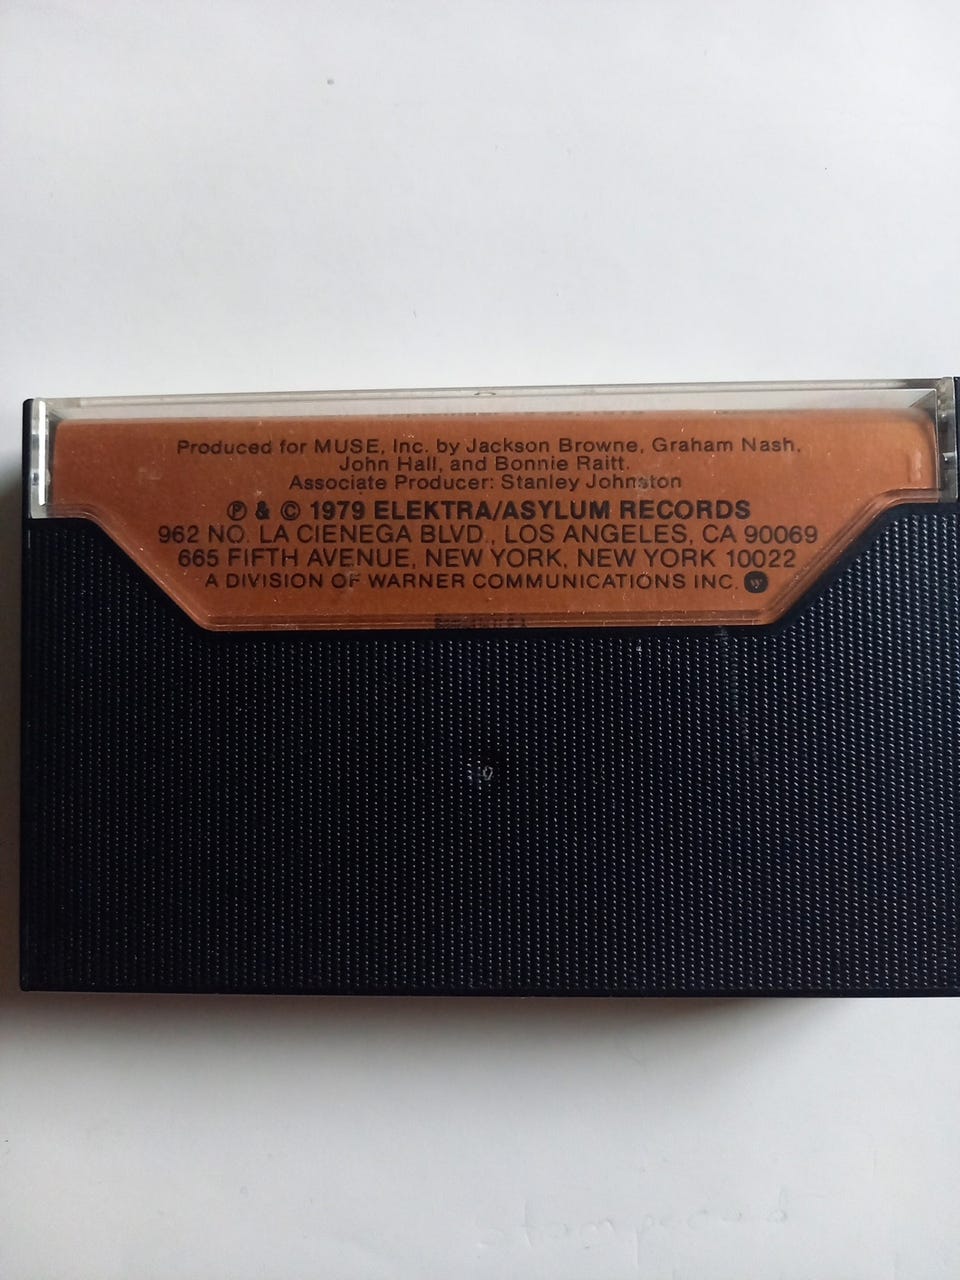 Produced for MUSE, Inc. by Jackson Browne, Graham Nash,
John Hall, and Bonnie Raitt.
Associate Producer: Stanley Johnston
℗ & © 1979 ELEKTRA/ASYLUM RECORDS
962 NO. LA CIENEGA BLVD., LOS ANGELES, CA 90069
665 FIFTH AVENUE, NEW YORK, NEW YORK 10022
A DIVISION OF WARNER COMMUNICATIONS INC.